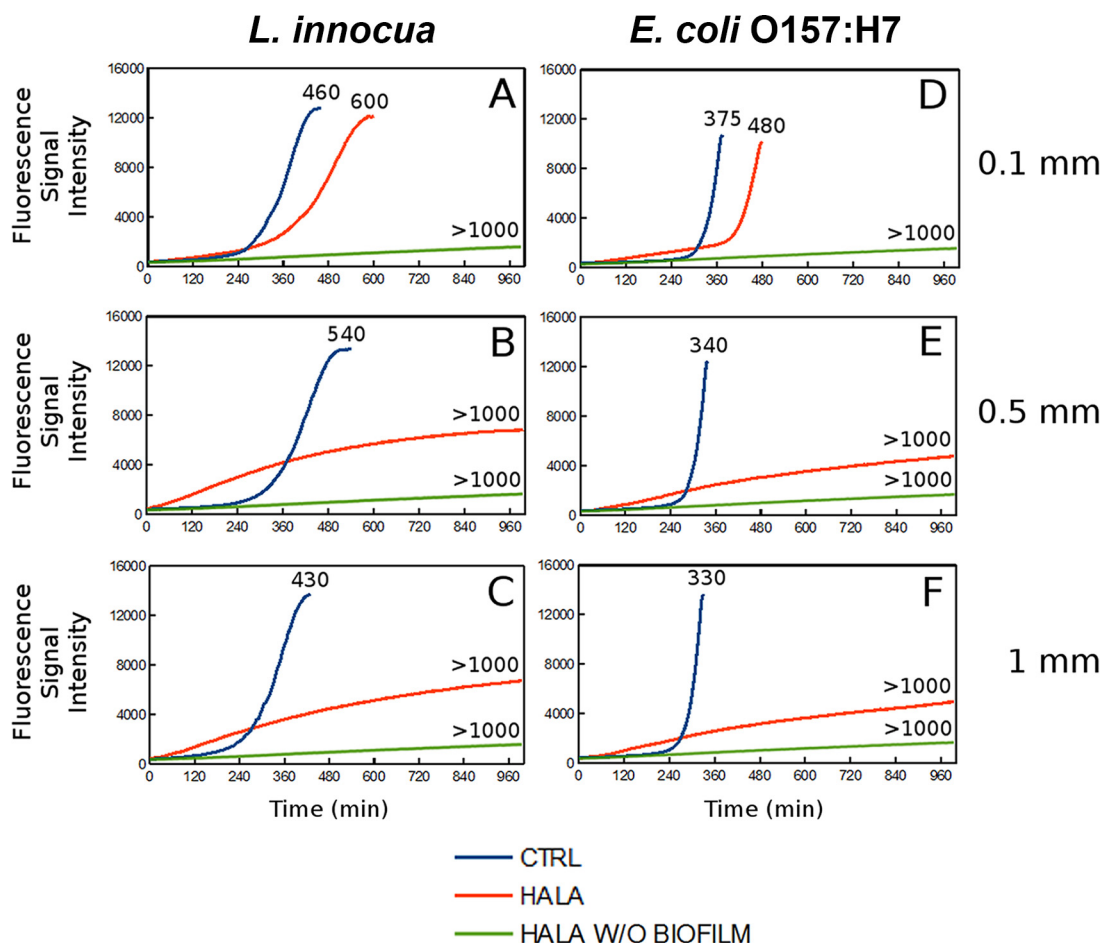 L. innocua
E. coli O157:H7
Fluorescence
Signal
Intensity
16000
12000
8000
4000
0
0 120 240 360 480 600 720 840 960
A
460
600
>1000
16000
12000
8000
4000
0
0 120 240 360 480 600 720 840 960
D
375
480
>1000
0.1 mm
Fluorescence
Signal
Intensity
16000
12000
8000
4000
0
0 120 240 360 480 600 720 840 960
B
540
>1000
>1000
16000
12000
8000
4000
0
0 120 240 360 480 600 720 840 960
E
340
>1000
>1000
0.5 mm
Fluorescence
Signal
Intensity
16000
12000
8000
4000
0
0 120 240 360 480 600 720 840 960
C
430
>1000
>1000
Time (min)
16000
12000
8000
4000
0
0 120 240 360 480 600 720 840 960
F
330
>1000
>1000
Time (min)
1 mm
CTRL
HALA
HALA W/O BIOFILM